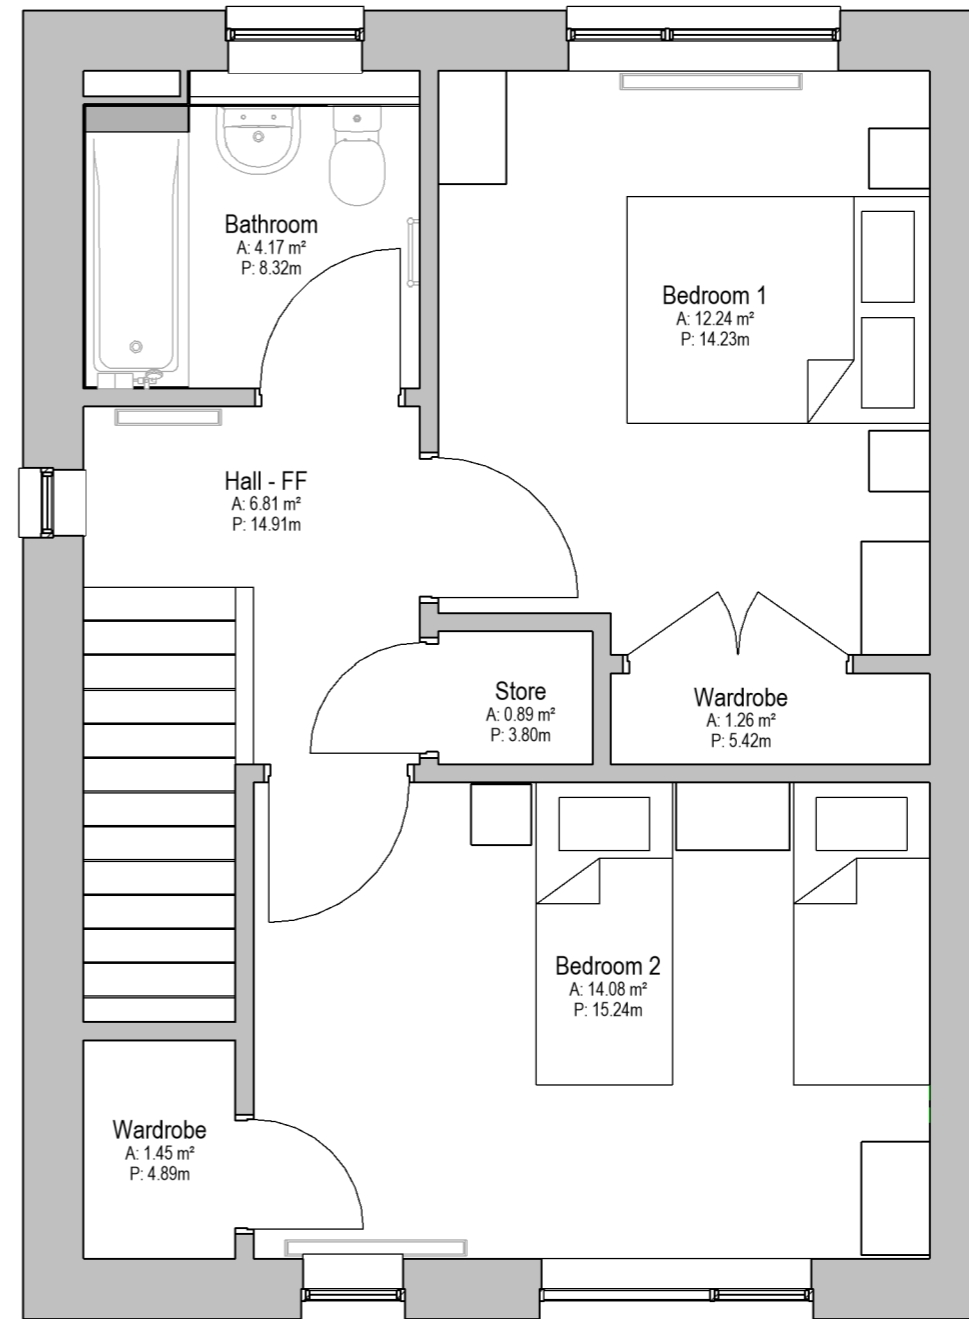 Bathroom
A: 4.17 m²
P: 8.32m
Bedroom 1
A: 12.24 m²
P: 14.23m
Hall - FF
A: 6.81 m²
P: 14.91m
Store
A: 0.89 m²
P: 3.80m
Wardrobe
A: 1.26 m²
P: 5.42m
Bedroom 2
A: 14.08 m²
P: 15.24m
Wardrobe
A: 1.45 m²
P: 4.89m